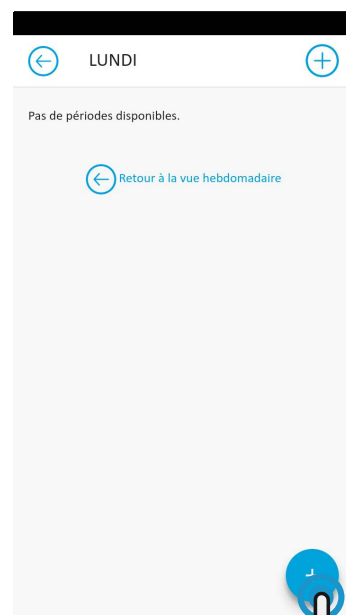 LUNDI
Pas de périodes disponibles.
Retour à la vue hebdomadaire